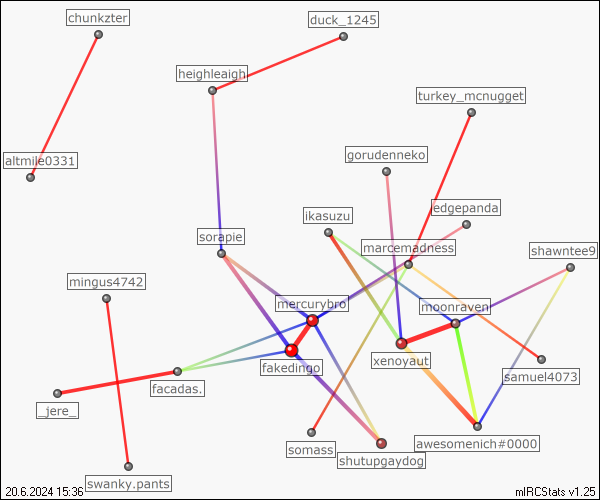 chunkzter
duck_1245
heighleaigh
turkey_mcnugget
altmile0331
gorudenneko
ikasuzu
edgepanda
sorapie
marcemadness
shawntee9
mingus4742
mercurybro
moonraven
fakedingo
xenoyaut
samuel4073
facadas.
_jere_
somass
awesomenich#0000
shutupgaydog
swanky.pants
20.6.2024 15:36
mIRCStats v1.25